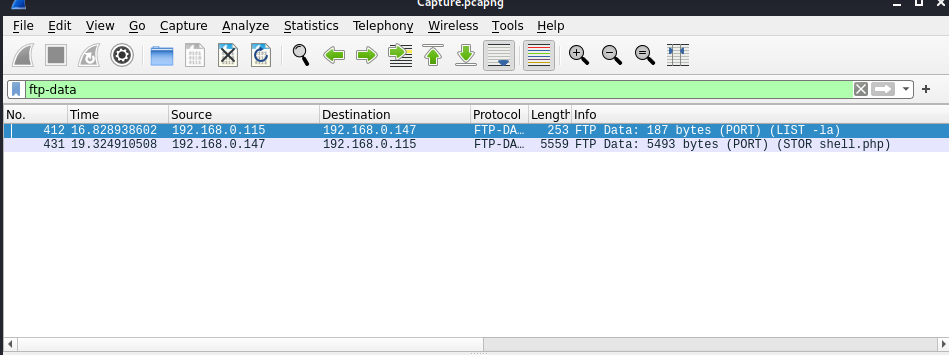 Capture.pcapng
File Edit View Go Capture Analyze Statistics Telephony Wireless Tools Help
ftp-data
No. Time Source Destination Protocol Length Info
412 16.828938602 192.168.0.115 192.168.0.147 FTP-DA… 253 FTP Data: 187 bytes (PORT) (LIST -la)
431 19.324910508 192.168.0.147 192.168.0.115 FTP-DA… 5559 FTP Data: 5493 bytes (PORT) (STOR shell.php)